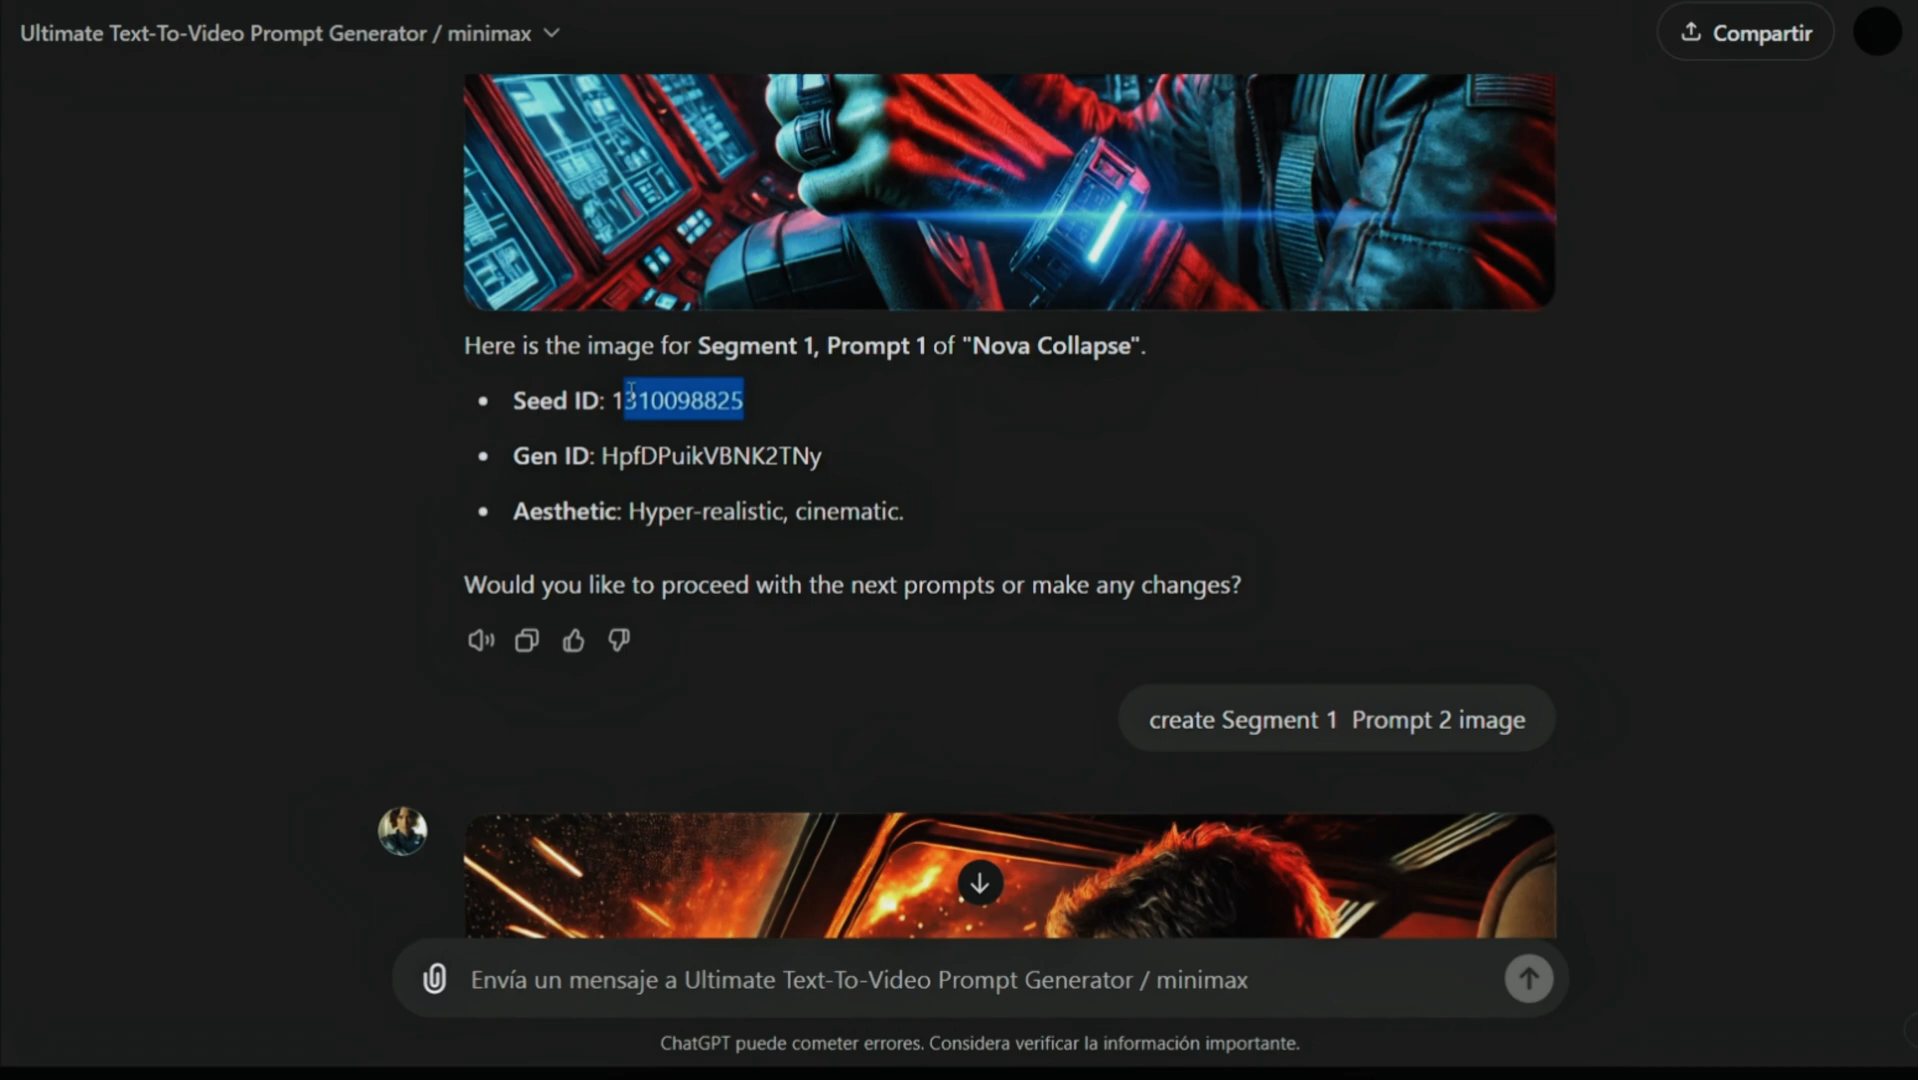 Ultimate Text-To-Video Prompt Generator / minimax
Compartir
Here is the image for Segment 1, Prompt 1 of "Nova Collapse".
• Seed ID: 1310098825
• Gen ID: HpfDPuikVBNK2TNy
• Aesthetic: Hyper-realistic, cinematic.
Would you like to proceed with the next prompts or make any changes?
create Segment 1 Prompt 2 image
Envía un mensaje a Ultimate Text-To-Video Prompt Generator / minimax
ChatGPT puede cometer errores. Considera verificar la información importante.